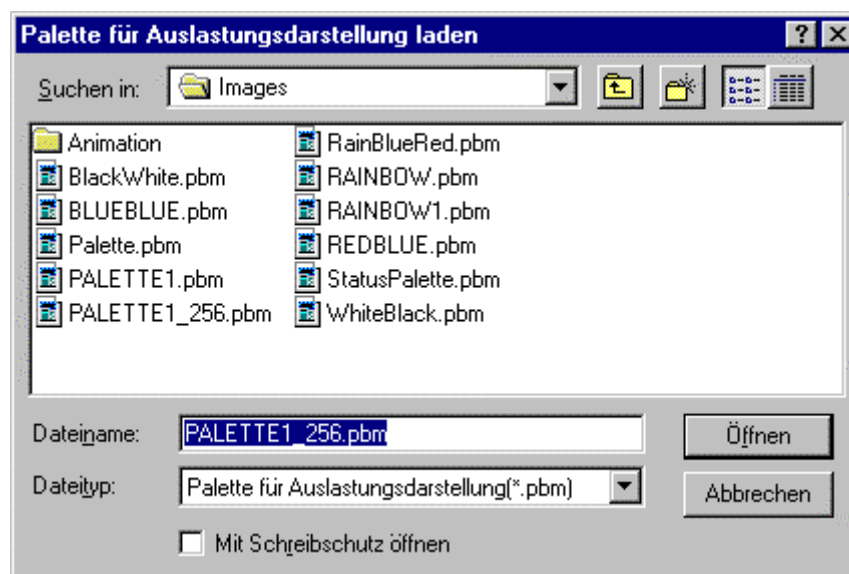 Palette für Auslastungsdarstellung laden
Suchen in: Images
Animation RainBlueRed.pbm
BlackWhite.pbm RAINBOW.pbm
BLUEBLUE.pbm RAINBOW1.pbm
Palette.pbm REDBLUE.pbm
PALETTE1.pbm StatusPalette.pbm
PALETTE1_256.pbm WhiteBlack.pbm
Dateiname: PALETTE1_256.pbm Öffnen
Dateityp: Palette für Auslastungsdarstellung(*.pbm) Abbrechen
Mit Schreibschutz öffnen